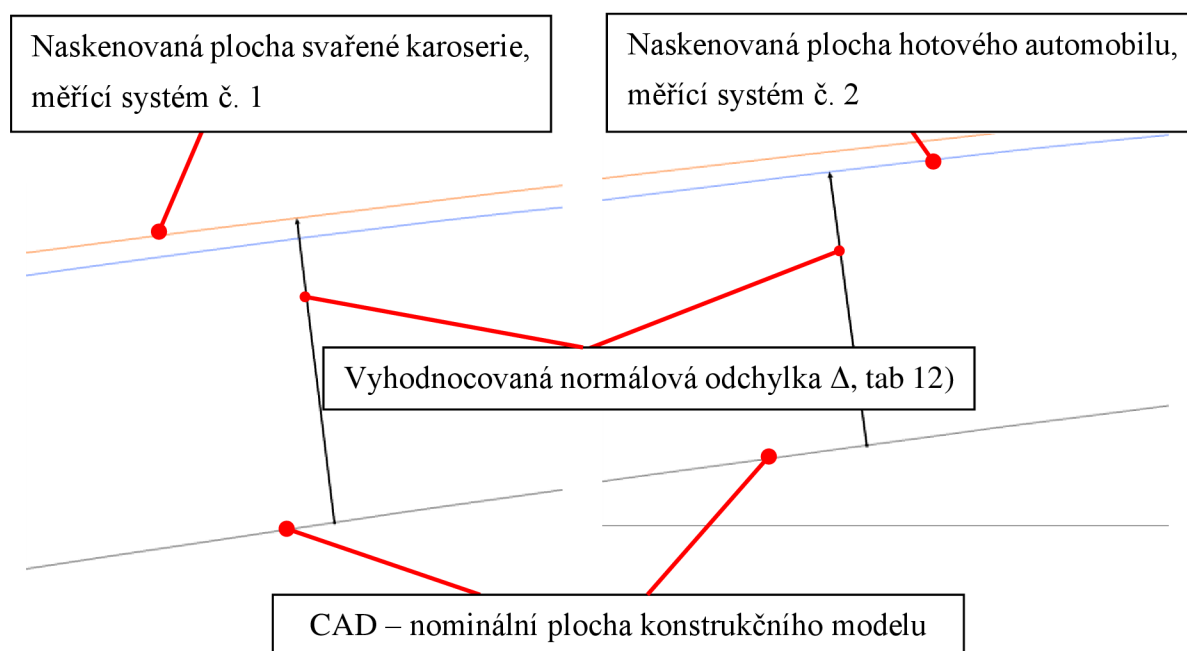 Naskenovaná plocha svařené karoserie,
měřící systém č. 1
Naskenovaná plocha hotového automobilu,
měřící systém č. 2
Vyhodnocovaná normálová odchylka Δ, tab 12)
CAD – nominální plocha konstrukčního modelu